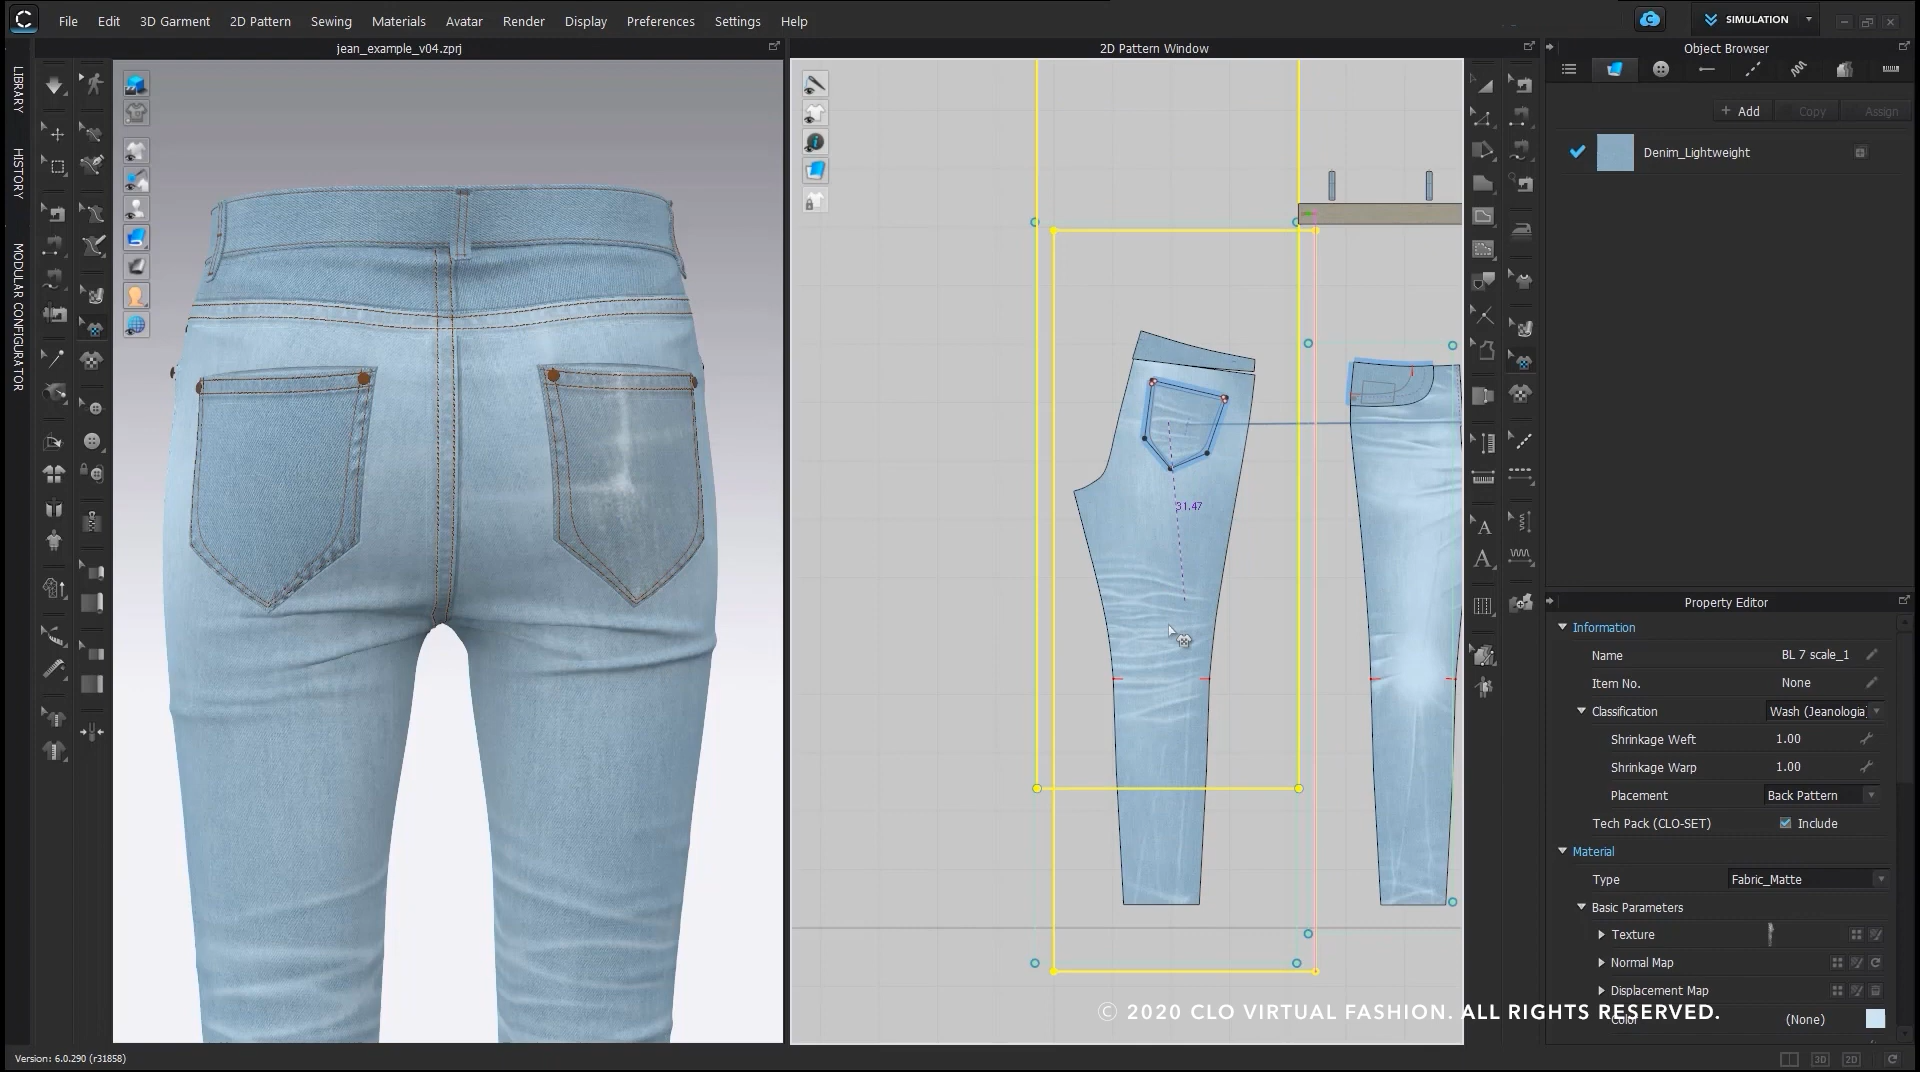 File Edit 3D Garment 2D Pattern Sewing Materials Avatar Render Display Preferences Settings Help
SIMULATION
jean_example_v04.zprj
2D Pattern Window
Object Browser
LIBRARY
HISTORY
MODULAR CONFIGURATOR
+ Add Copy Assign
Denim_Lightweight
31.47
Property Editor
Information
Name BL 7 scale_1
Item No. None
Classification Wash (Jeanologia)
Shrinkage Weft 1.00
Shrinkage Warp 1.00
Placement Back Pattern
Tech Pack (CLO-SET) Include
Material
Type Fabric_Matte
Basic Parameters
Texture
Normal Map
Displacement Map
Color (None)
© 2020 CLO VIRTUAL FASHION. ALL RIGHTS RESERVED.
Version: 6.0.290 (r31858)
3D 2D